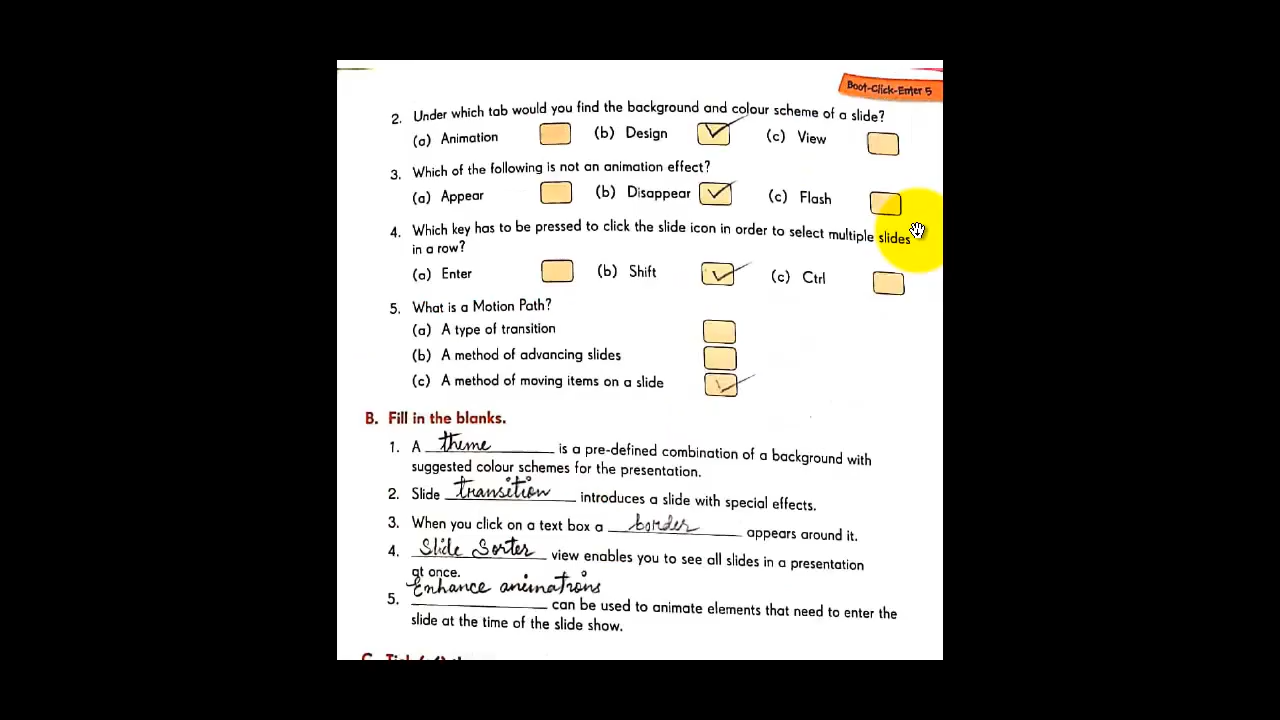 Boot-Click-Enter 5
2. Under which tab would you find the background and colour scheme of a slide?
(a) Animation (b) Design (c) View
3. Which of the following is not an animation effect?
(a) Appear (b) Disappear (c) Flash
4. Which key has to be pressed to click the slide icon in order to select multiple slides
in a row?
(a) Enter (b) Shift (c) Ctrl
5. What is a Motion Path?
(a) A type of transition
(b) A method of advancing slides
(c) A method of moving items on a slide
B. Fill in the blanks.
1. A theme is a pre-defined combination of a background with
suggested colour schemes for the presentation.
2. Slide transition introduces a slide with special effects.
3. When you click on a text box a border appears around it.
4. Slide Sorter view enables you to see all slides in a presentation
at once.
Enhance animations
5. can be used to animate elements that need to enter the
slide at the time of the slide show.